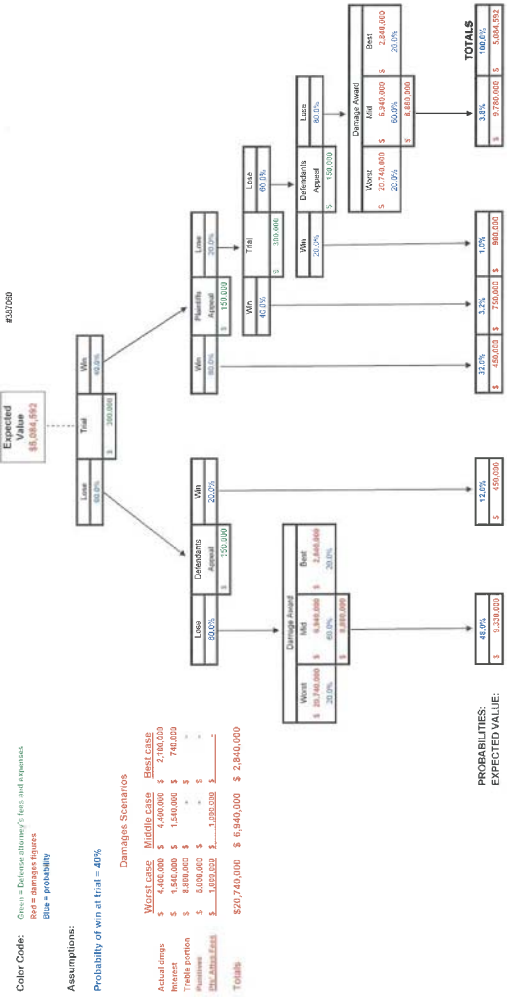 Color Code: Green = Defense attorney's fees and expenses
Red = damages figures
Blue = probability
Assumptions:
Probabilty of win at trial = 40%
#387060
Expected
Value
$5,084,592
Lose Trial Win
60.0% $ 300,000 40.0%
Lose Defendants Appeal Win
80.0% $ 150,000 20.0%
Win Plaintiffs Appeal Lose
80.0% $ 150,000 20.0%
Win Trial Lose
40.0% $ 300,000 60.0%
Win Defendants Appeal Lose
20.0% $ 150,000 80.0%
Damages Scenarios
Worst case Middle case Best case
Actual dmgs $ 4,400,000 $ 4,400,000 $ 2,100,000
Interest $ 1,540,000 $ 1,540,000 $ 740,000
Treble portion $ 8,800,000 $ - $ -
Punitives $ 5,000,000 $ - $ -
$ 1,000,000 $ 1,000,000 $ -
Totals $20,740,000 $ 6,940,000 $ 2,840,000
Damage Award
Worst Mid Best
$ 20,740,000 $ 6,940,000 $ 2,840,000
20.0% 60.0% 20.0%
$ 8,880,000
Damage Award
Worst Mid Best
$ 20,740,000 $ 6,940,000 $ 2,840,000
20.0% 60.0% 20.0%
$ 8,880,000
TOTALS
PROBABILITIES: 48.0% 12.0% 32.0% 3.2% 1.0% 3.8% 100.0%
EXPECTED VALUE: $ 9,330,000 $ 450,000 $ 450,000 $ 750,000 $ 900,000 $ 9,780,000 $ 5,084,592